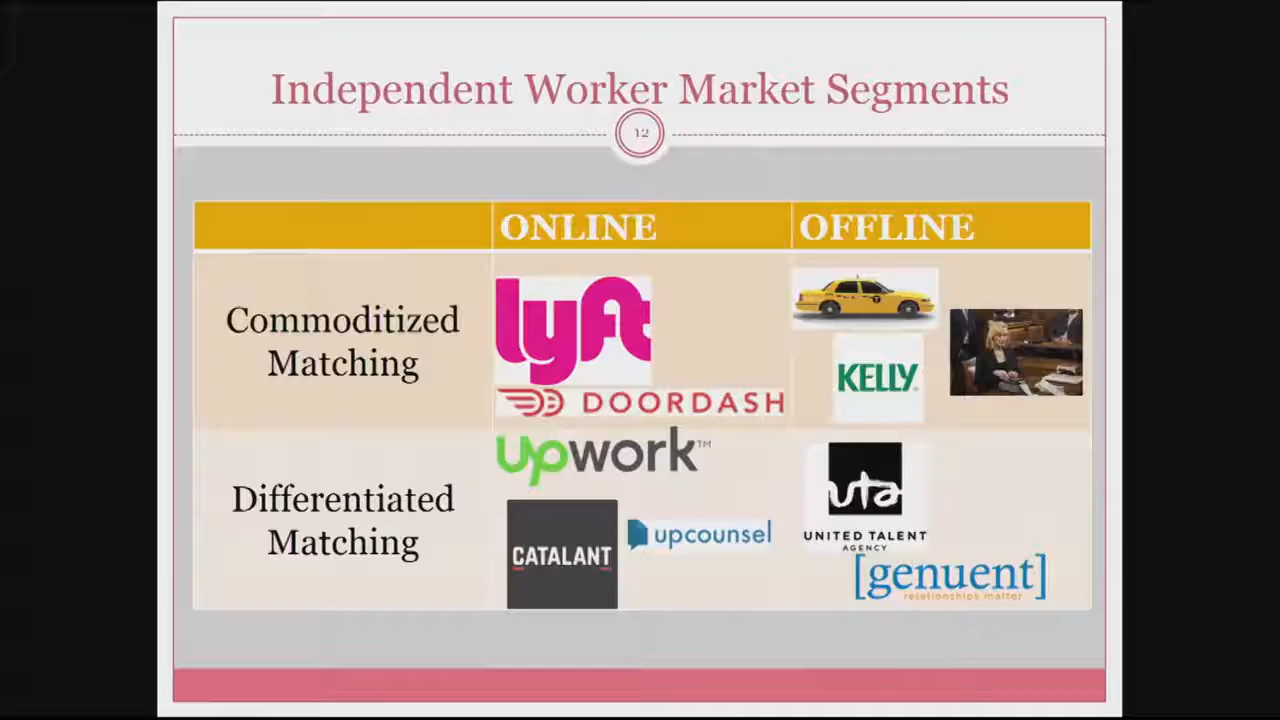 Independent Worker Market Segments
12
ONLINE
OFFLINE
Commoditized
Matching
lyft
DOORDASH
KELLY
Differentiated
Matching
upwork™
CATALANT
upcounsel
uta
UNITED TALENT
AGENCY
[genuent]
relationships matter